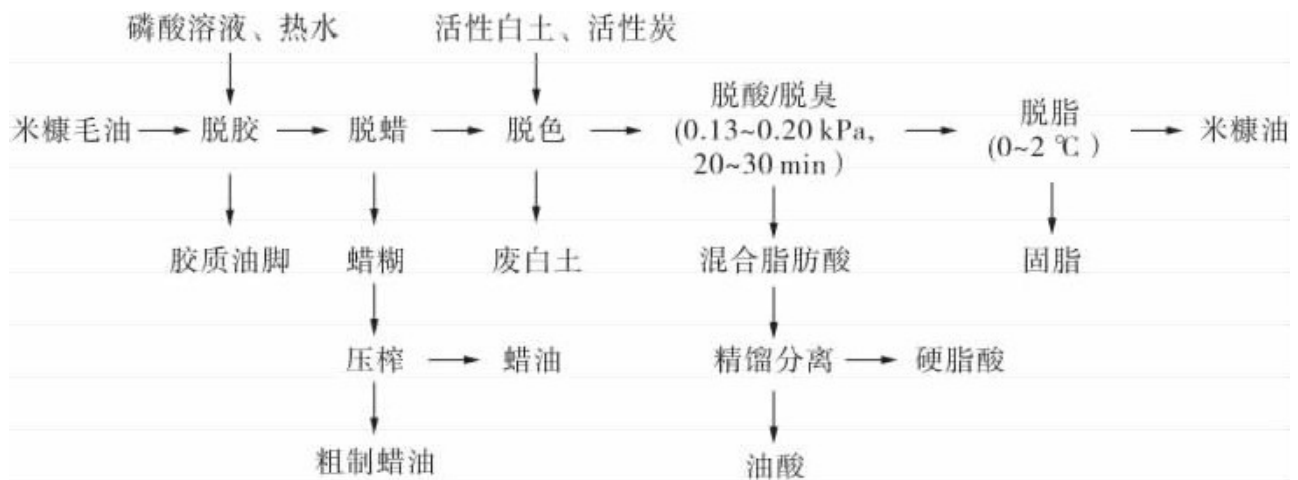 磷酸溶液、热水
活性白土、活性炭
米糠毛油
脱胶
脱蜡
脱色
脱酸/脱臭
(0.13~0.20 kPa,
20~30 min)
脱脂
(0~2 ℃)
米糠油
胶质油脚
蜡糊
废白土
混合脂肪酸
固脂
压榨
蜡油
精馏分离
硬脂酸
粗制蜡油
油酸